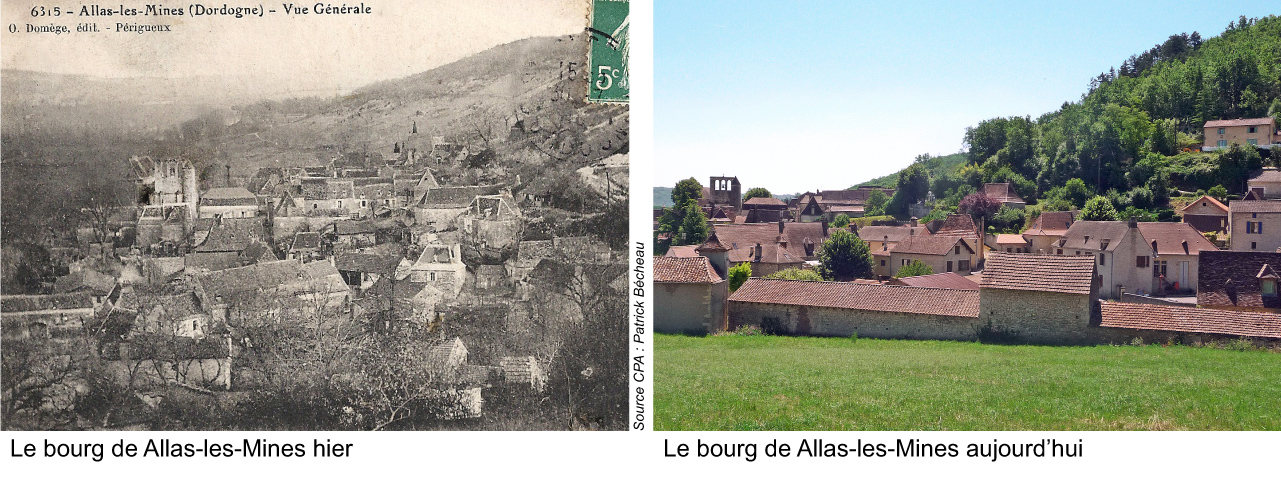 6315 - Allas-les-Mines (Dordogne) - Vue Générale
O. Domège, édit. - Périgueux
5c
Source CPA : Patrick Bécheau
Le bourg de Allas-les-Mines hier
Le bourg de Allas-les-Mines aujourd'hui